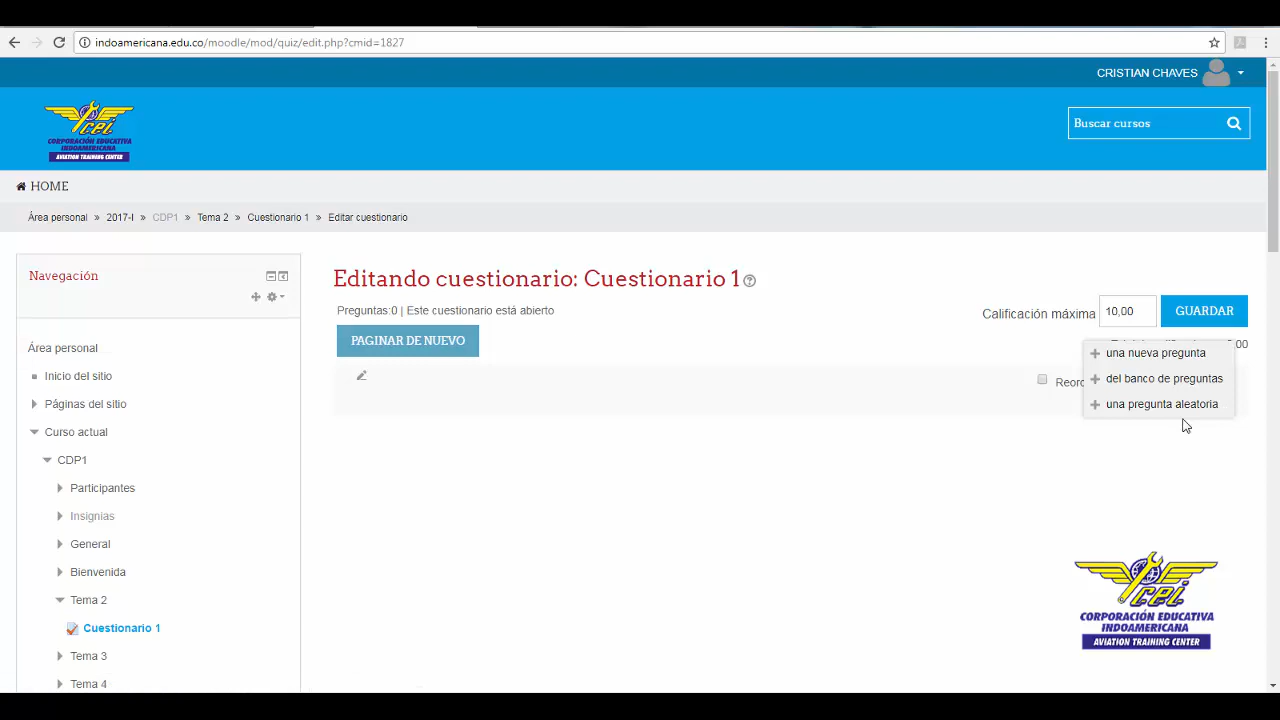 indoamericana.edu.co/moodle/mod/quiz/edit.php?cmid=1827
CRISTIAN CHAVES
cei
CORPORACIÓN EDUCATIVA
INDOAMERICANA
AVIATION TRAINING CENTER
Buscar cursos
HOME
Área personal » 2017-I » CDP1 » Tema 2 » Cuestionario 1 » Editar cuestionario
Navegación
Área personal
Inicio del sitio
Páginas del sitio
Curso actual
CDP1
Participantes
Insignias
General
Bienvenida
Tema 2
Cuestionario 1
Tema 3
Tema 4
Editando cuestionario: Cuestionario 1
Preguntas:0 | Este cuestionario está abierto
Calificación máxima 10,00 GUARDAR
PAGINAR DE NUEVO
una nueva pregunta
del banco de preguntas
una pregunta aleatoria
cei
CORPORACIÓN EDUCATIVA
INDOAMERICANA
AVIATION TRAINING CENTER